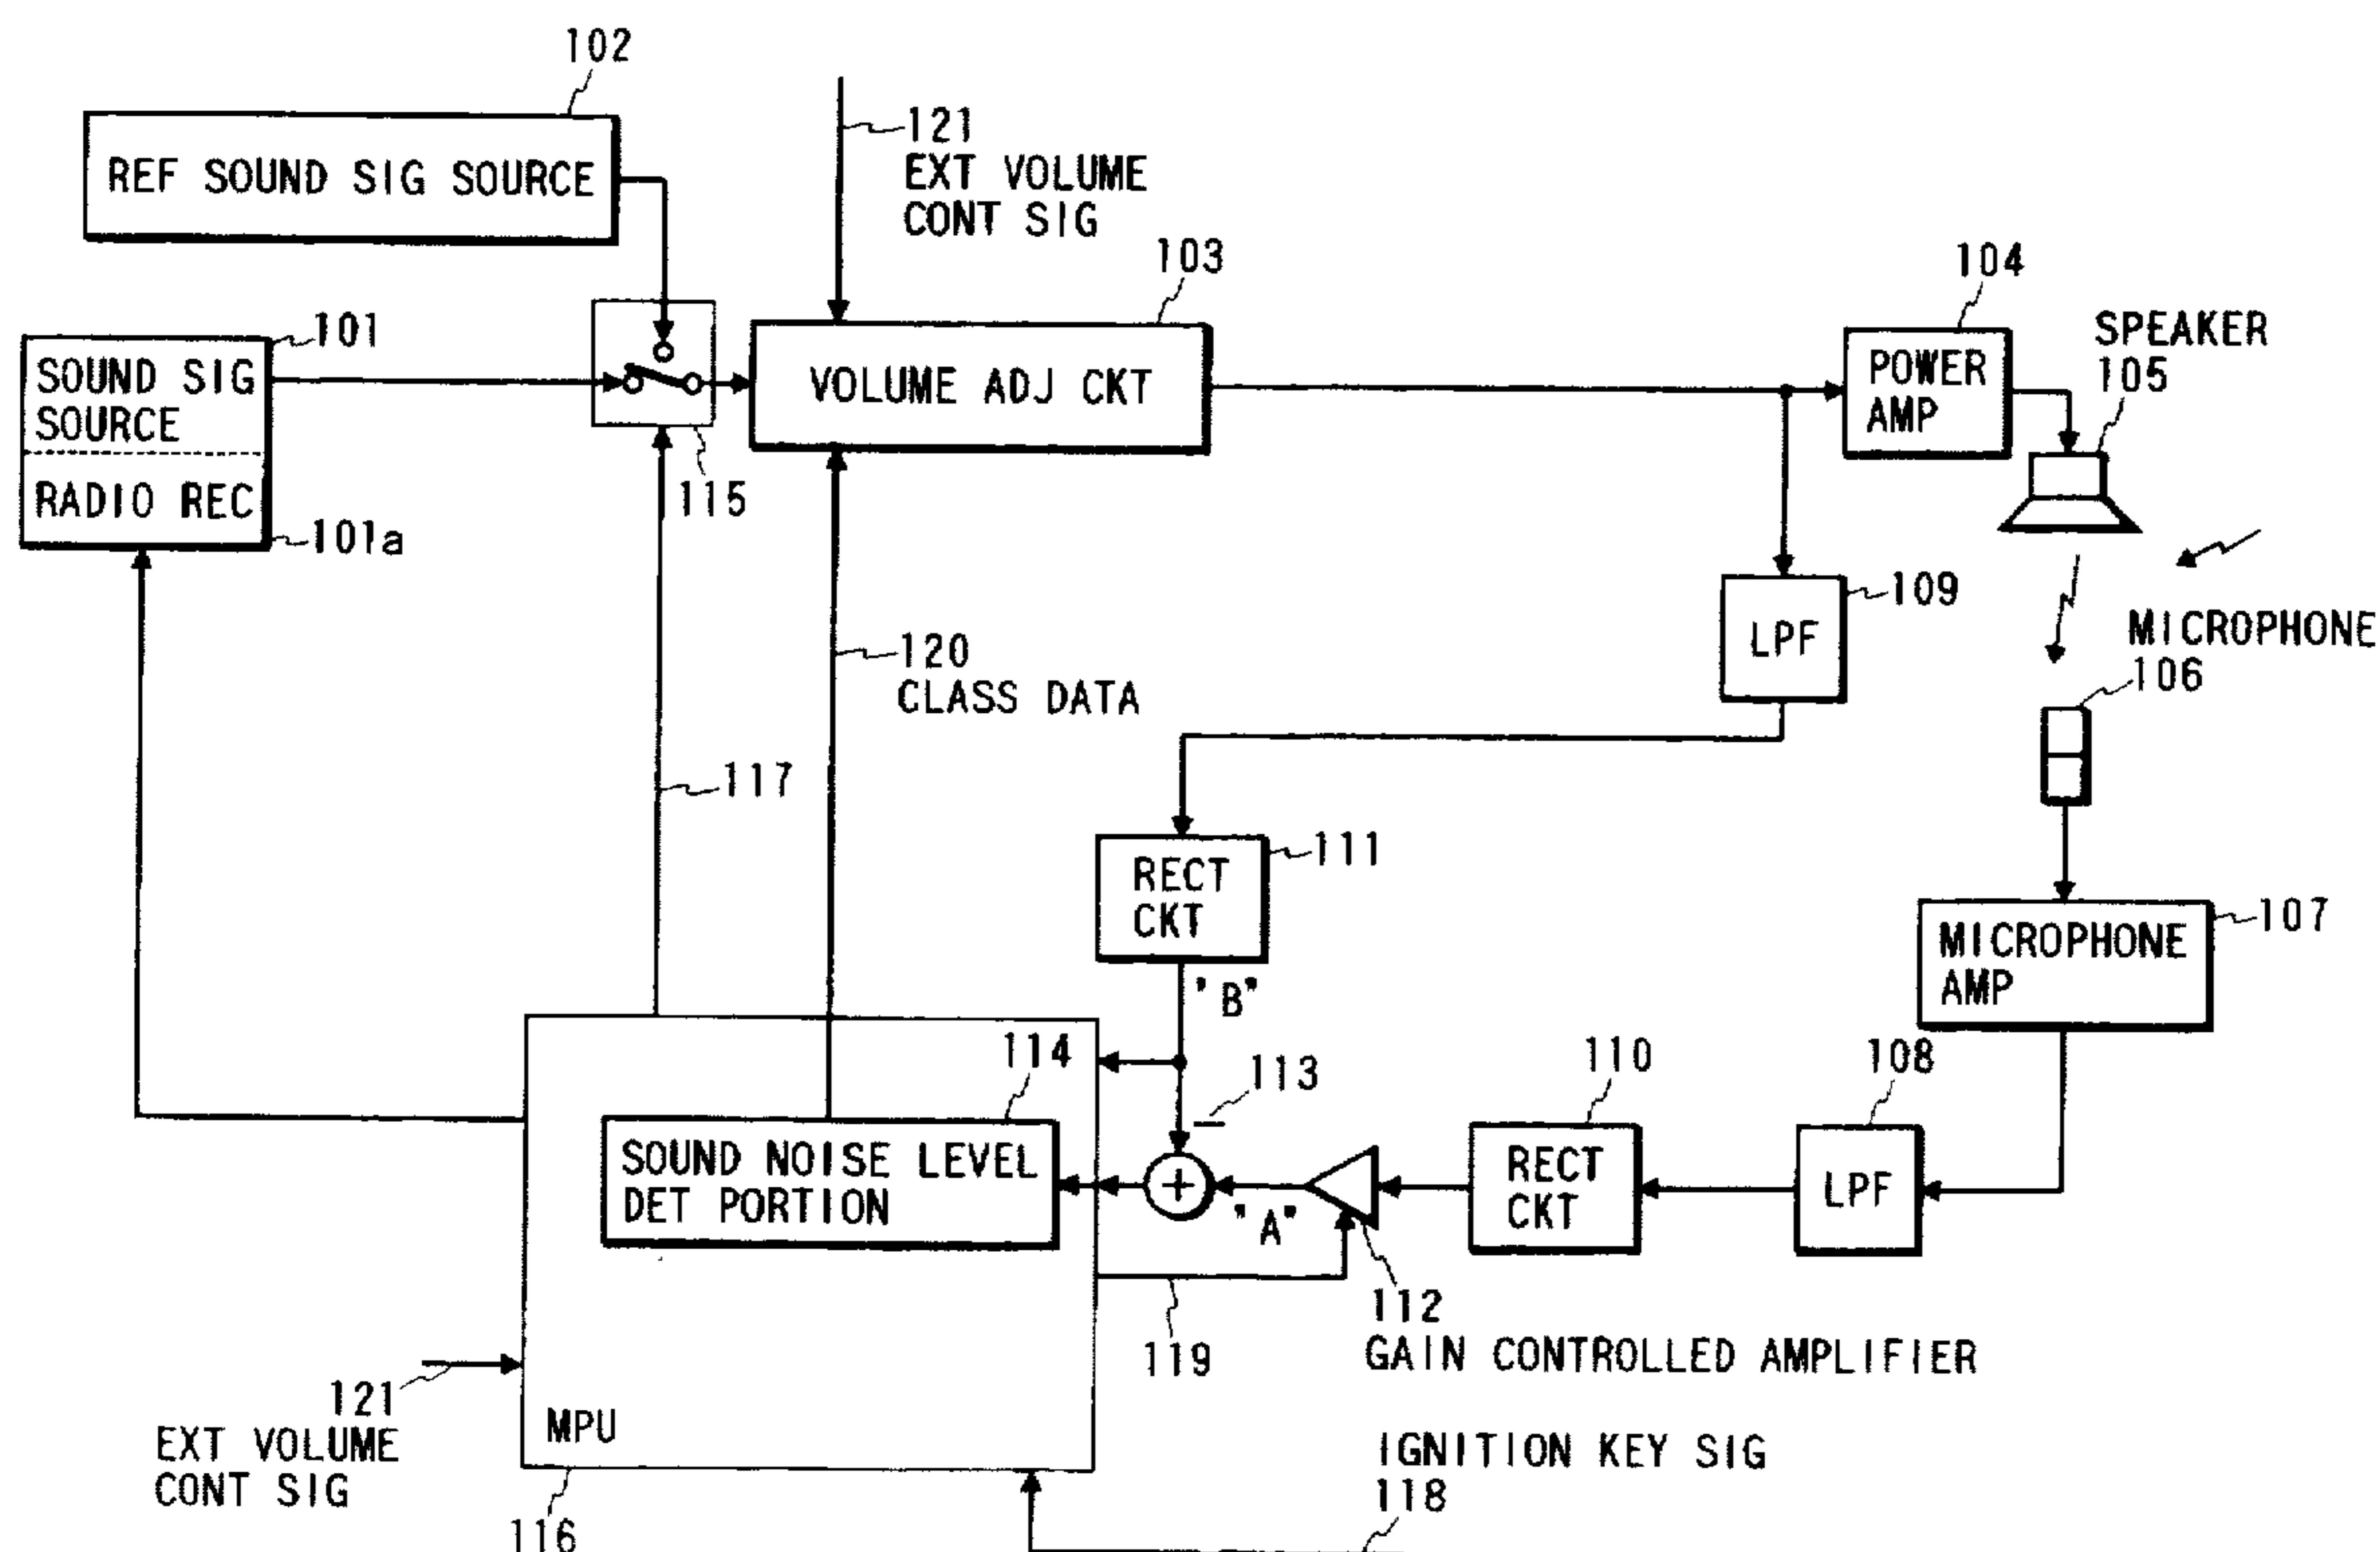 102
REF SOUND SIG SOURCE
121
EXT VOLUME
CONT SIG
103
104
101
SOUND SIG
SOURCE
RADIO REC
101a
115
VOLUME ADJ CKT
POWER
AMP
SPEAKER
105
109
LPF
MICROPHONE
106
120
CLASS DATA
117
111
RECT
CKT
"B"
107
MICROPHONE
AMP
114
113
110
108
SOUND NOISE LEVEL
DET PORTION
+
"A"
RECT
CKT
LPF
119
112
GAIN CONTROLLED AMPLIFIER
121
EXT VOLUME
CONT SIG
MPU
116
IGNITION KEY SIG
118